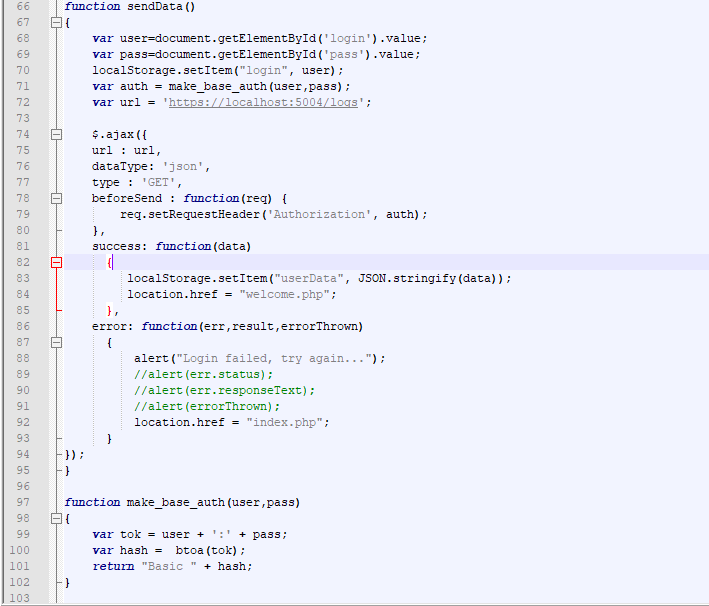 66 function sendData()
67 {
68 var user=document.getElementById('login').value;
69 var pass=document.getElementById('pass').value;
70 localStorage.setItem("login", user);
71 var auth = make_base_auth(user,pass);
72 var url = 'https://localhost:5004/logs';
73
74 $.ajax({
75 url : url,
76 dataType: 'json',
77 type : 'GET',
78 beforeSend : function(req) {
79 req.setRequestHeader('Authorization', auth);
80 },
81 success: function(data)
82 {
83 localStorage.setItem("userData", JSON.stringify(data));
84 location.href = "welcome.php";
85 },
86 error: function(err,result,errorThrown)
87 {
88 alert("Login failed, try again...");
89 //alert(err.status);
90 //alert(err.responseText);
91 //alert(errorThrown);
92 location.href = "index.php";
93 }
94 });
95 }
96
97 function make_base_auth(user,pass)
98 {
99 var tok = user + ':' + pass;
100 var hash =  btoa(tok);
101 return "Basic " + hash;
102 }
103